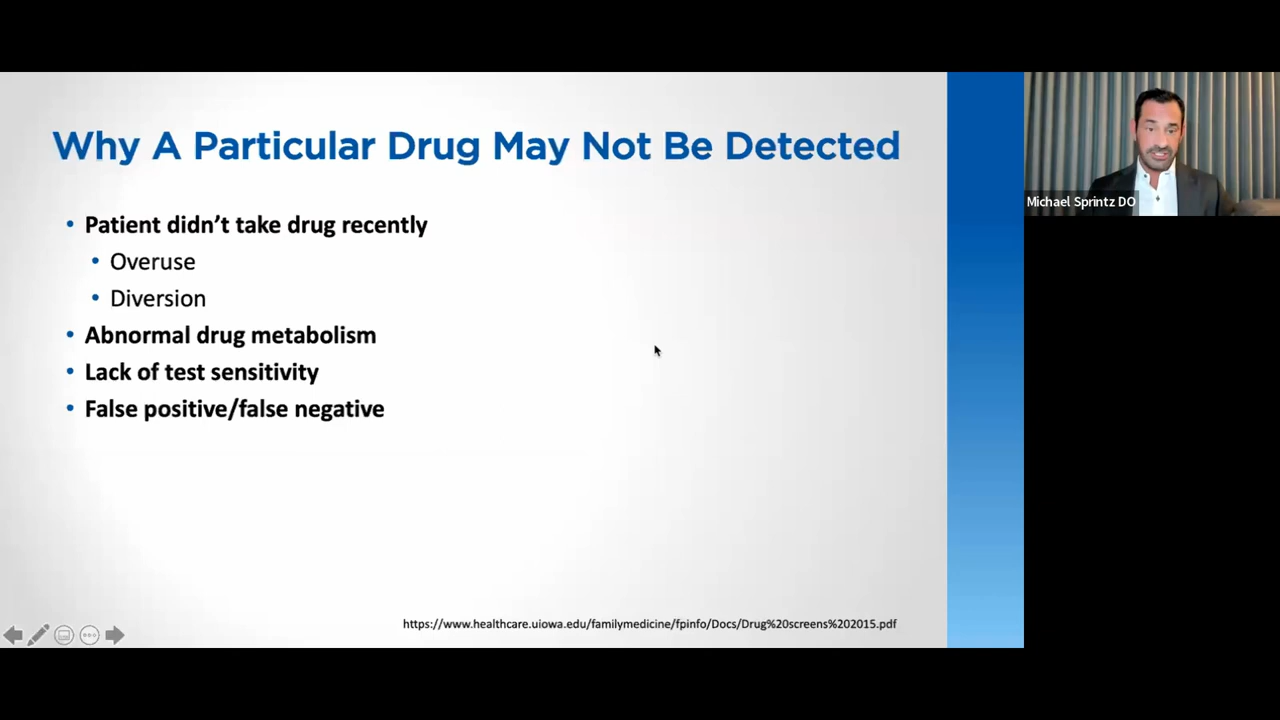 Why A Particular Drug May Not Be Detected
Patient didn’t take drug recently
Overuse
Diversion
Abnormal drug metabolism
Lack of test sensitivity
False positive/false negative
https://www.healthcare.uiowa.edu/familymedicine/fpinfo/Docs/Drug%20screens%202015.pdf
Michael Sprintz DO